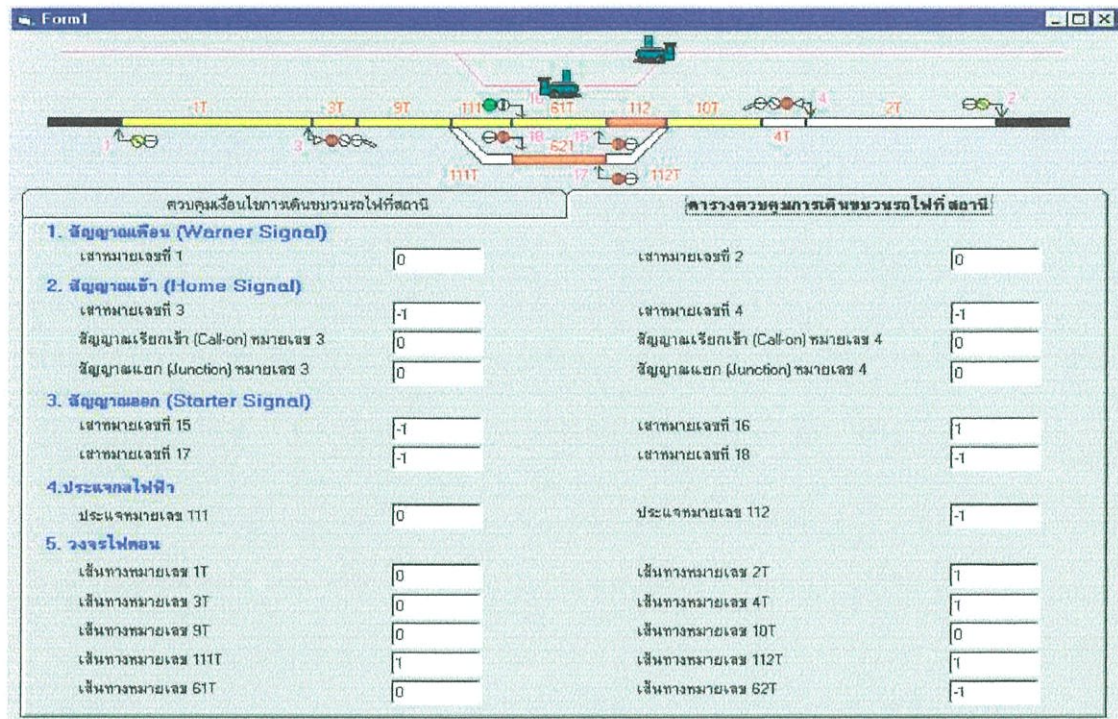 Form1
1T 3T 9T 111 16 61T 112 10T 4 2T 2
1 3 18 15 62T 4T
111T 17 112T
ควบคุมเงื่อนไขการเดินขบวนรถไฟที่สถานี ตารางควบคุมการเดินขบวนรถไฟที่สถานี
1. สัญญาณเตือน (Warner Signal)
เสาหมายเลขที่ 1 0 เสาหมายเลขที่ 2 0
2. สัญญาณเข้า (Home Signal)
เสาหมายเลขที่ 3 -1 เสาหมายเลขที่ 4 -1
สัญญาณเรียกเข้า (Call-on) หมายเลข 3 0 สัญญาณเรียกเข้า (Call-on) หมายเลข 4 0
สัญญาณแยก (Junction) หมายเลข 3 0 สัญญาณแยก (Junction) หมายเลข 4 0
3. สัญญาณออก (Starter Signal)
เสาหมายเลขที่ 15 -1 เสาหมายเลขที่ 16 1
เสาหมายเลขที่ 17 -1 เสาหมายเลขที่ 18 -1
4.ประแจกลไฟฟ้า
ประแจหมายเลข 111 0 ประแจหมายเลข 112 -1
5. วงจรไฟตอน
เส้นทางหมายเลข 1T 0 เส้นทางหมายเลข 2T 1
เส้นทางหมายเลข 3T 0 เส้นทางหมายเลข 4T 1
เส้นทางหมายเลข 9T 0 เส้นทางหมายเลข 10T 0
เส้นทางหมายเลข 111T 1 เส้นทางหมายเลข 112T 1
เส้นทางหมายเลข 61T 0 เส้นทางหมายเลข 62T -1